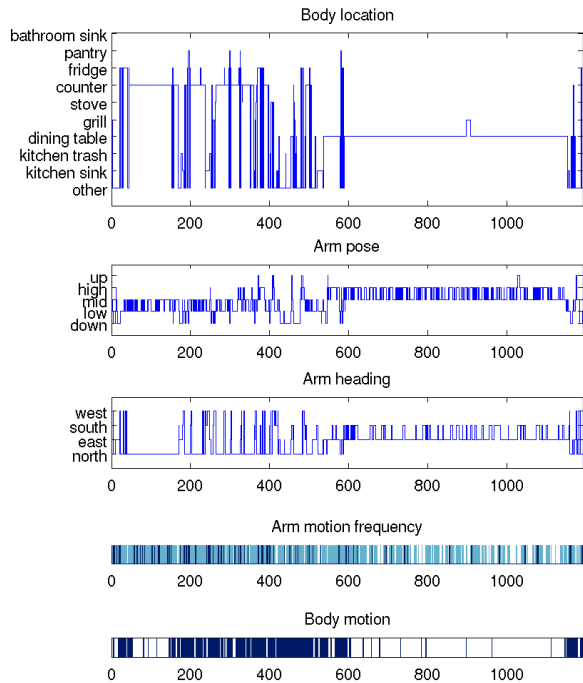 Body location
bathroom sink
pantry
fridge
counter
stove
grill
dining table
kitchen trash
kitchen sink
other
0 200 400 600 800 1000
Arm pose
up
high
mid
low
down
0 200 400 600 800 1000
Arm heading
west
south
east
north
0 200 400 600 800 1000
Arm motion frequency
0 200 400 600 800 1000
Body motion
0 200 400 600 800 1000